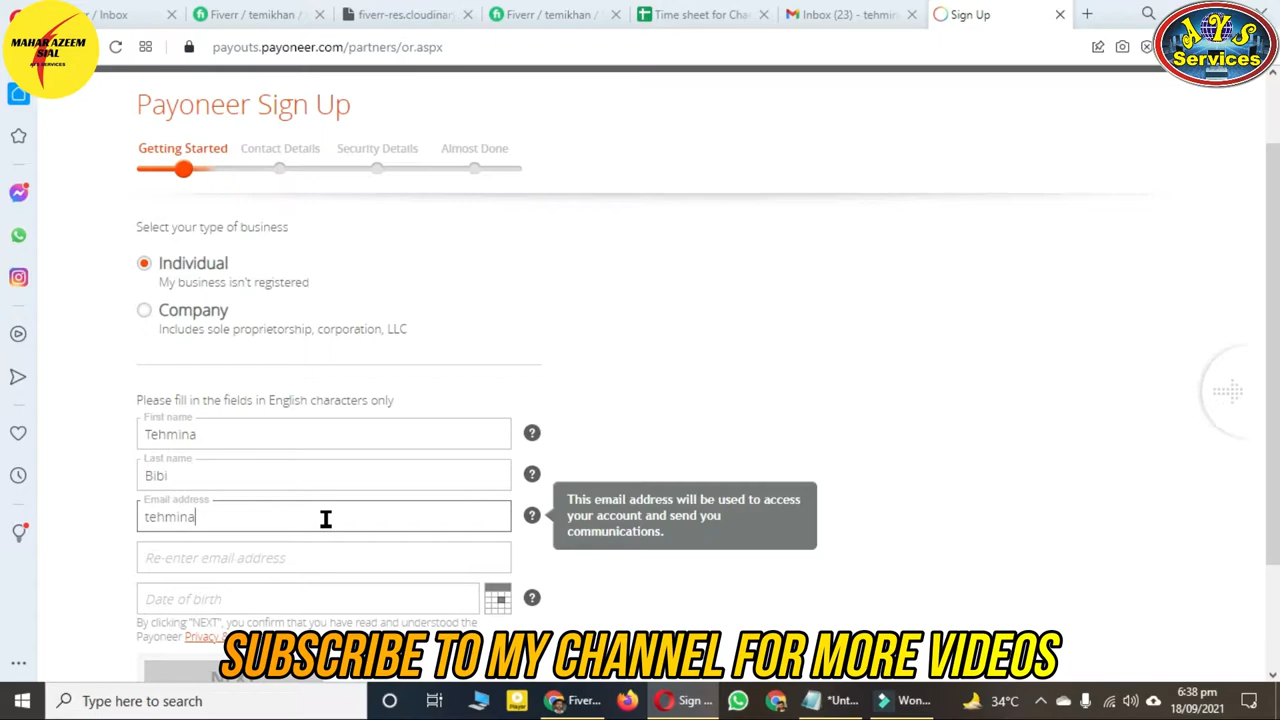 / Inbox
Fiverr / temikhan /
fiverr-res.cloudinar
Fiverr / temikhan /
Time sheet for Cha
Inbox (23) - tehmin
Sign Up
MAHAR AZEEM
SIAL
AYS SERVICES
payouts.payoneer.com/partners/or.aspx
AYS
Services
Payoneer Sign Up
Getting Started
Contact Details
Security Details
Almost Done
Select your type of business
Individual
My business isn't registered
Company
Includes sole proprietorship, corporation, LLC
Please fill in the fields in English characters only
First name
Tehmina
Last name
Bibi
Email address
tehmina
This email address will be used to access
your account and send you
communications.
Re-enter email address
Date of birth
By clicking "NEXT", you confirm that you have read and understood the
Payoneer Privacy
SUBSCRIBE TO MY CHANNEL FOR MORE VIDEOS
Type here to search
Fiver...
Sign ...
*Unt...
Won...
34°C
6:38 pm
18/09/2021